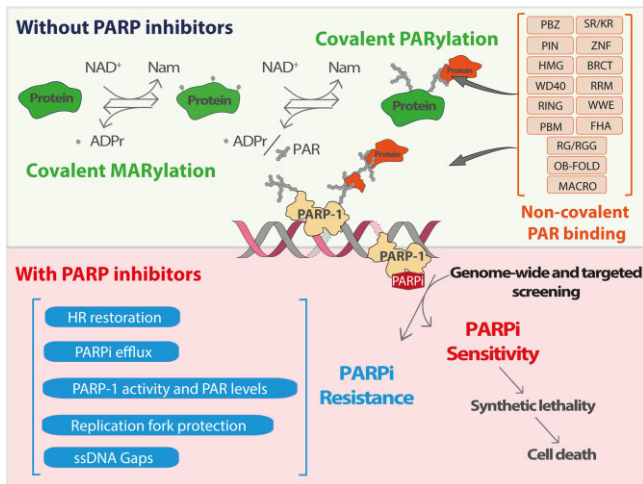 Without PARP inhibitors
Covalent PARylation
NAD⁺
Nam
NAD⁺
Nam
Protein
Protein
Protein
Protein
ADPr
ADPr
PAR
Covalent MARylation
Protein
PARP-1
PBZ
SR/KR
PIN
ZNF
HMG
BRCT
WD40
RRM
RING
WWE
PBM
FHA
RG/RGG
OB-FOLD
MACRO
Non-covalent
PAR binding
PARP-1
PARPi
With PARP inhibitors
Genome-wide and targeted
screening
HR restoration
PARPi efflux
PARP-1 activity and PAR levels
Replication fork protection
ssDNA Gaps
PARPi
Resistance
PARPi
Sensitivity
Synthetic lethality
Cell death